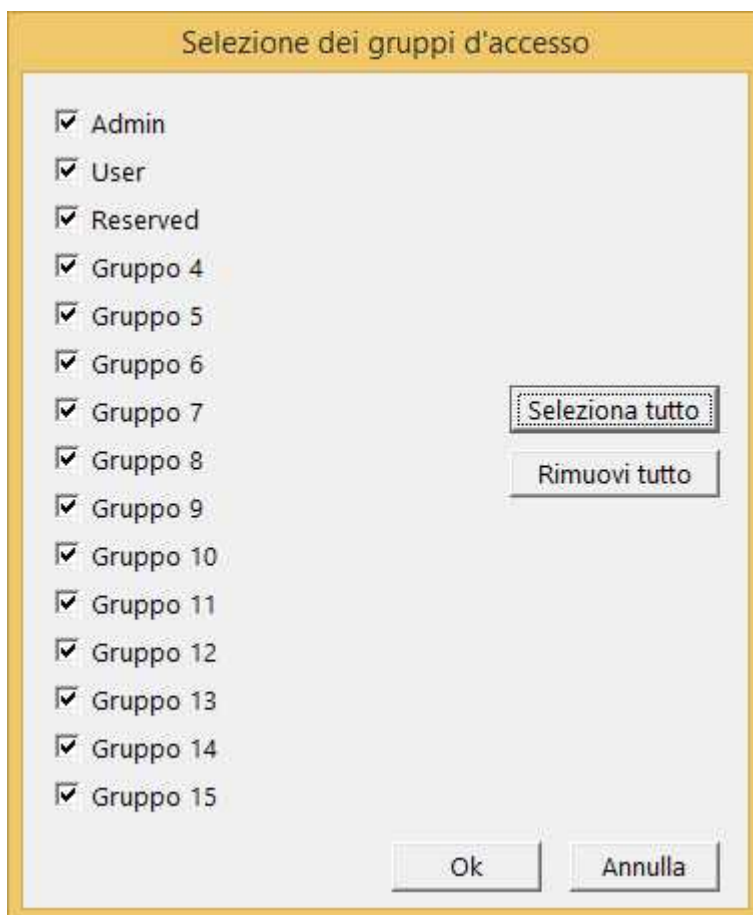 Selezione dei gruppi d'accesso
Admin
User
Reserved
Gruppo 4
Gruppo 5
Gruppo 6
Gruppo 7
Gruppo 8
Gruppo 9
Gruppo 10
Gruppo 11
Gruppo 12
Gruppo 13
Gruppo 14
Gruppo 15
Seleziona tutto
Rimuovi tutto
Ok
Annulla